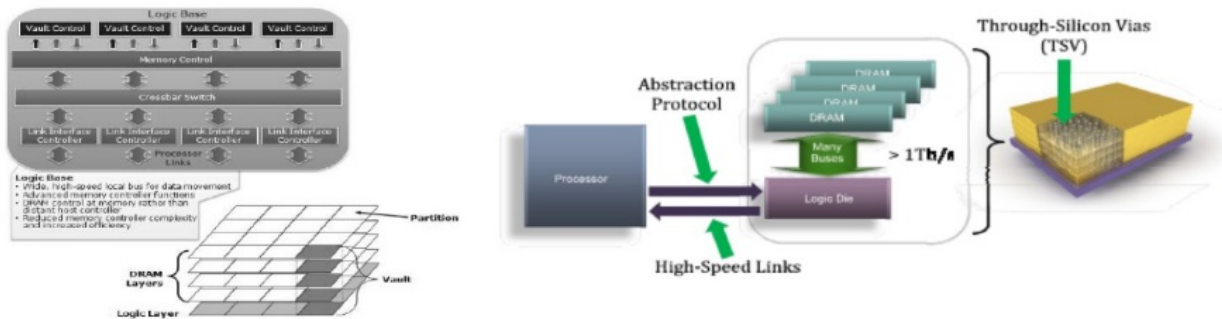 Logic Base
Vault Control Vault Control Vault Control Vault Control
Memory Control
Crossbar Switch
Link Interface Controller Link Interface Controller Link Interface Controller Link Interface Controller
Processor Links
Logic Base
• Wide, high-speed local bus for data movement
• Advanced memory controller functions
• DRAM control at memory rather than
distant host controller
• Reduced memory controller complexity
and increased efficiency
Partition
DRAM
Layers
Vault
Logic Layer
Abstraction
Protocol
Processor
High-Speed Links
DRAM
DRAM
DRAM
DRAM
Many
Buses
> 1Tb/s
Logic Die
Through-Silicon Vias
(TSV)